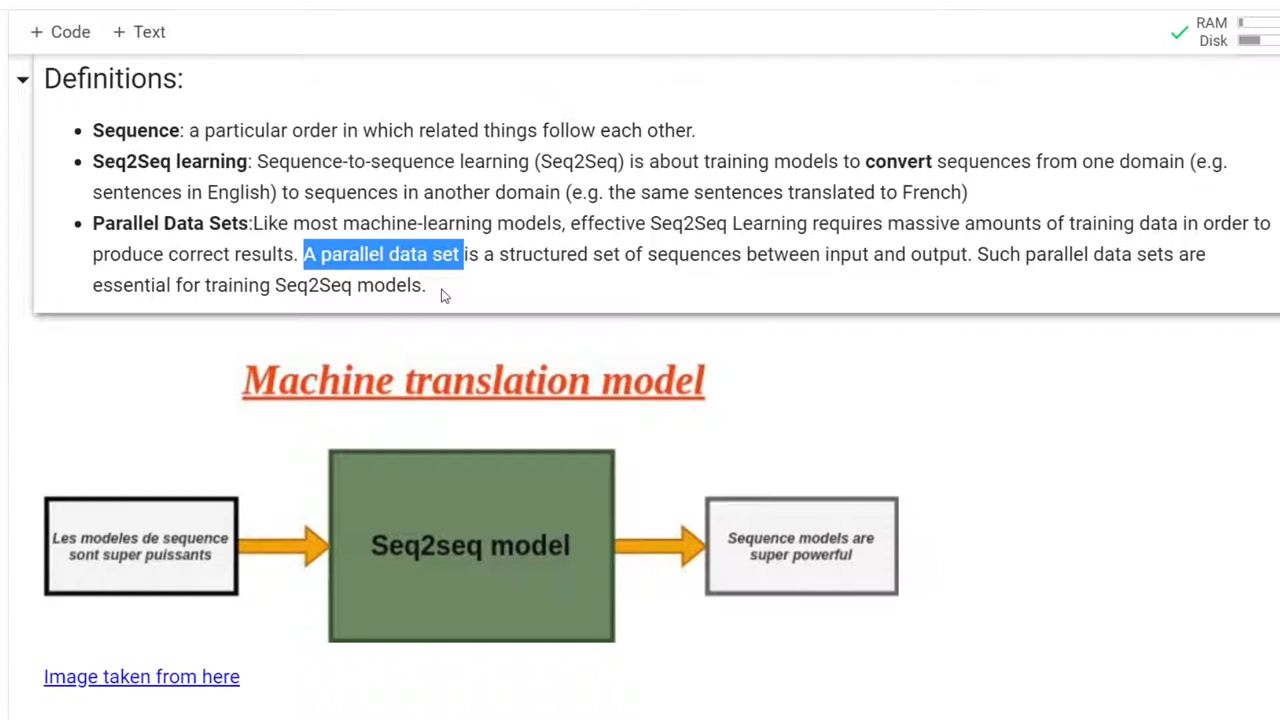 + Code + Text
RAM
Disk
Definitions:
Sequence: a particular order in which related things follow each other.
Seq2Seq learning: Sequence-to-sequence learning (Seq2Seq) is about training models to convert sequences from one domain (e.g.
sentences in English) to sequences in another domain (e.g. the same sentences translated to French)
Parallel Data Sets:Like most machine-learning models, effective Seq2Seq Learning requires massive amounts of training data in order to
produce correct results. A parallel data set is a structured set of sequences between input and output. Such parallel data sets are
essential for training Seq2Seq models.
Machine translation model
Les modeles de sequence
sont super puissants
Seq2seq model
Sequence models are
super powerful
Image taken from here